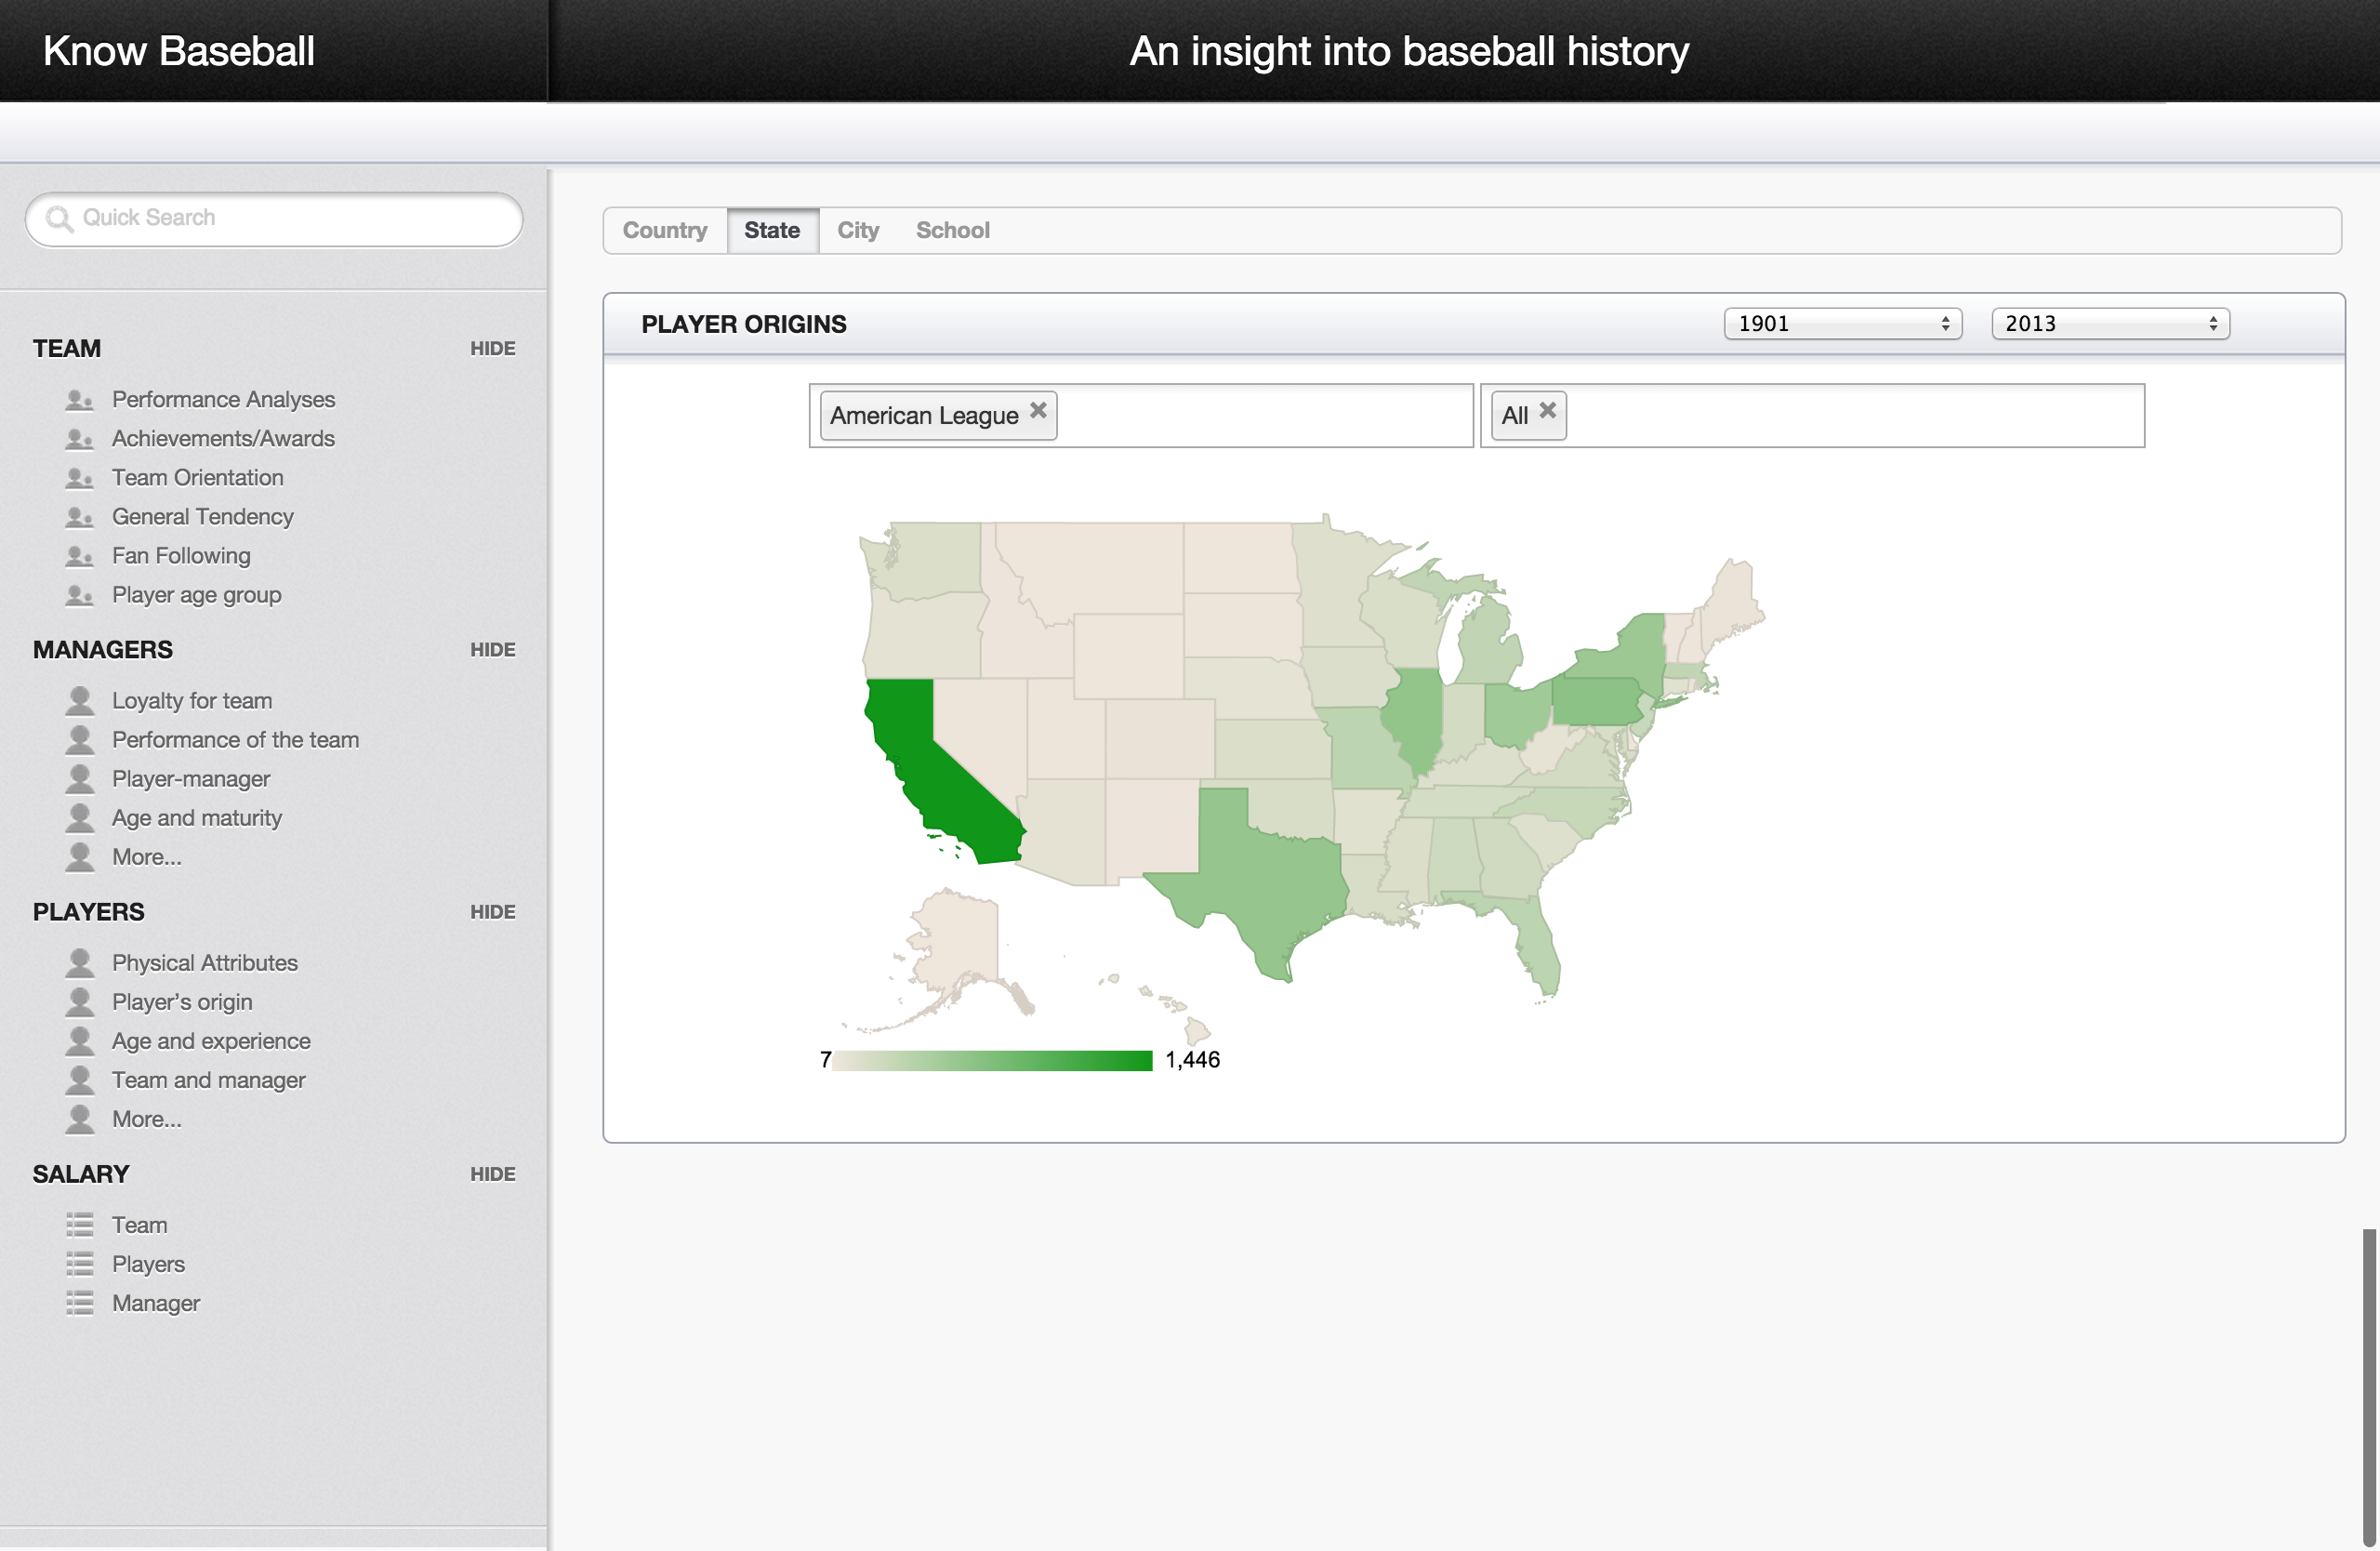 Know Baseball
An insight into baseball history
Quick Search
TEAM HIDE
Performance Analyses
Achievements/Awards
Team Orientation
General Tendency
Fan Following
Player age group
MANAGERS HIDE
Loyalty for team
Performance of the team
Player-manager
Age and maturity
More...
PLAYERS HIDE
Physical Attributes
Player's origin
Age and experience
Team and manager
More...
SALARY HIDE
Team
Players
Manager
Country State City School
PLAYER ORIGINS 1901 2013
American League All
7 1,446